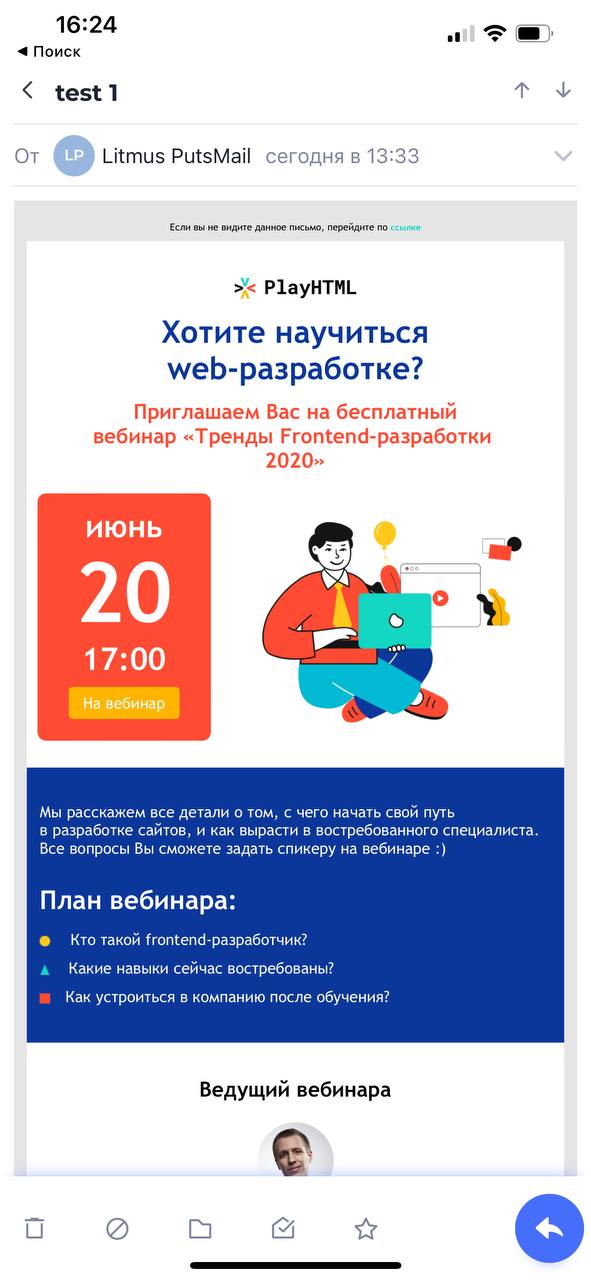 16:24
◀ Поиск
test 1
От LP Litmus PutsMail сегодня в 13:33
Если вы не видите данное письмо, перейдите по ссылке
PlayHTML
Хотите научиться
web-разработке?
Приглашаем Вас на бесплатный
вебинар «Тренды Frontend-разработки
2020»
ИЮНЬ
20
17:00
На вебинар
Мы расскажем все детали о том, с чего начать свой путь
в разработке сайтов, и как вырасти в востребованного специалиста.
Все вопросы Вы сможете задать спикеру на вебинаре :)
План вебинара:
Кто такой frontend-разработчик?
Какие навыки сейчас востребованы?
Как устроиться в компанию после обучения?
Ведущий вебинара